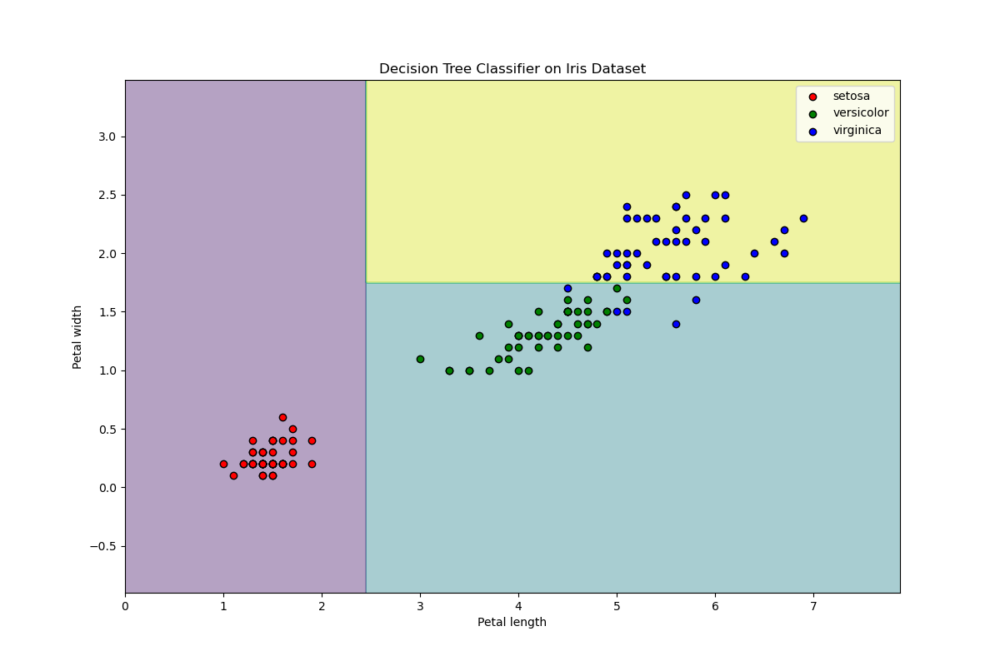 Decision Tree Classifier on Iris Dataset
setosa
versicolor
virginica
3.0
2.5
2.0
1.5
1.0
0.5
0.0
−0.5
Petal width
0 1 2 3 4 5 6 7
Petal length